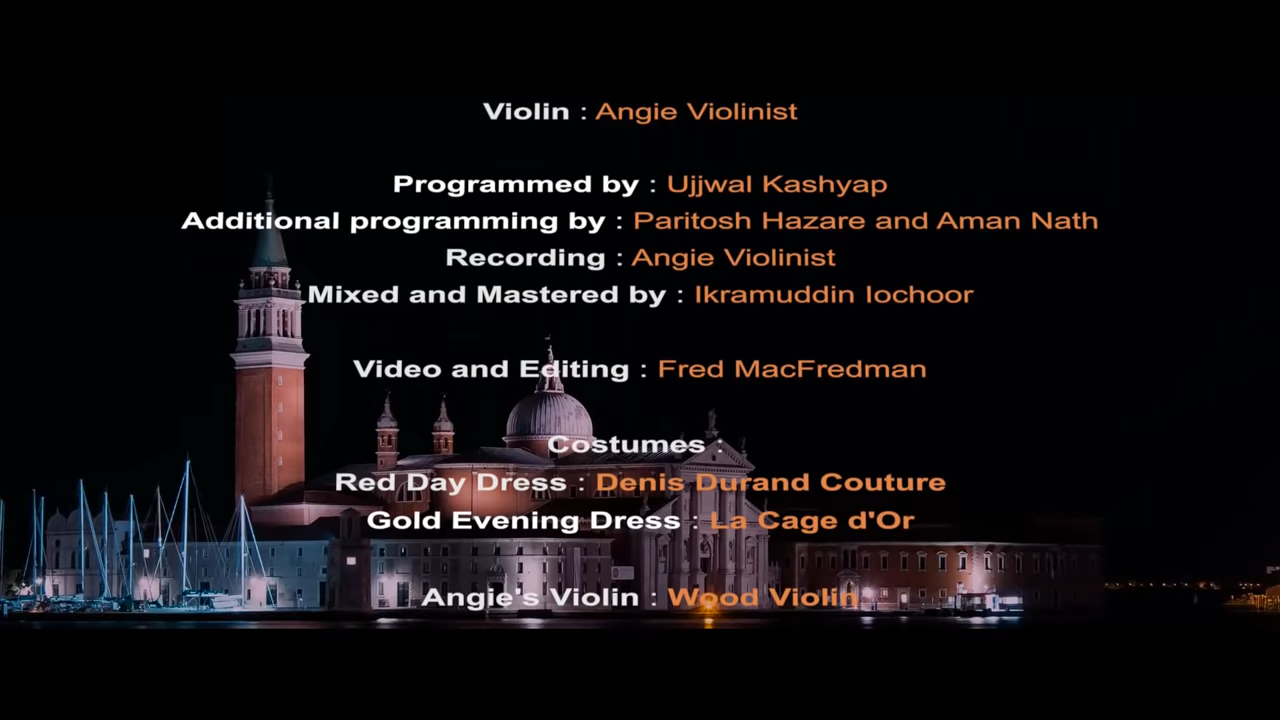 Violin : Angie Violinist
Programmed by : Ujjwal Kashyap
Additional programming by : Paritosh Hazare and Aman Nath
Recording : Angie Violinist
Mixed and Mastered by : Ikramuddin Iochoor
Video and Editing : Fred MacFredman
Costumes :
Red Day Dress : Denis Durand Couture
Gold Evening Dress : La Cage d'Or
Angie's Violin : Wood Violin